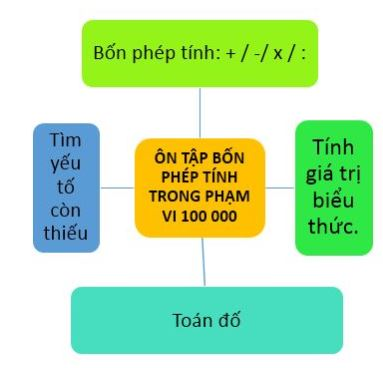 Bốn phép tính: + / -/ x / :
Tìm
yếu
tố
còn
thiếu
ÔN TẬP BỐN
PHÉP TÍNH
TRONG PHẠM
VI 100 000
Tính
giá trị
biểu
thức.
Toán đố